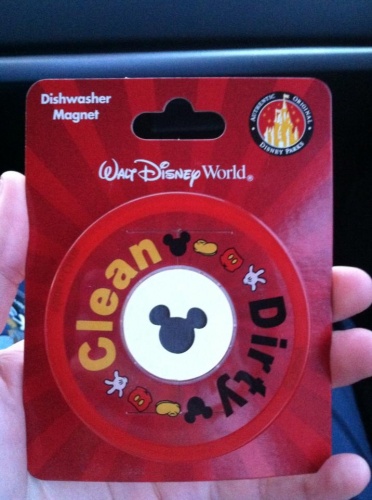 Dishwasher
Magnet
AUTHENTIC ORIGINAL
DISNEY PARKS
WALT DISNEY World®
Clean
Dirty